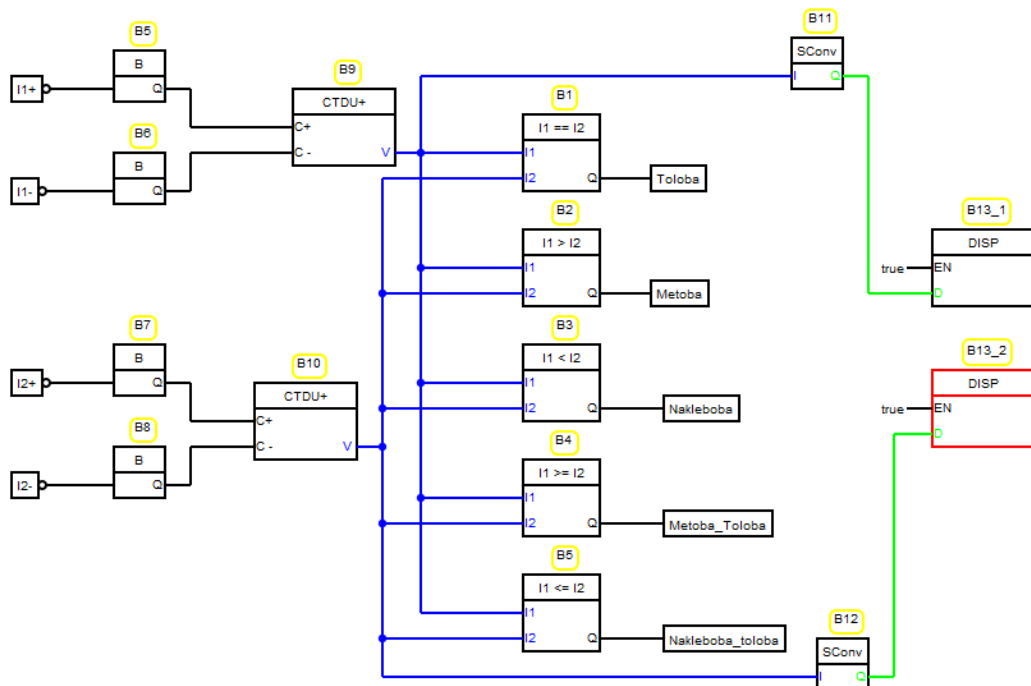 B5
B
I1+
Q
B6
B
I1-
Q
B9
CTDU+
C+
C -
V
B1
I1 == I2
I1
I2
Q
Toloba
B2
I1 > I2
I1
I2
Q
Metoba
B11
SConv
I
Q
B13_1
DISP
true
EN
D
B7
B
I2+
Q
B8
B
I2-
Q
B10
CTDU+
C+
C -
V
B3
I1 < I2
I1
I2
Q
Nakleboba
B4
I1 >= I2
I1
I2
Q
Metoba_Toloba
B5
I1 <= I2
I1
I2
Q
Nakleboba_toloba
B13_2
DISP
true
EN
D
B12
SConv
I
Q